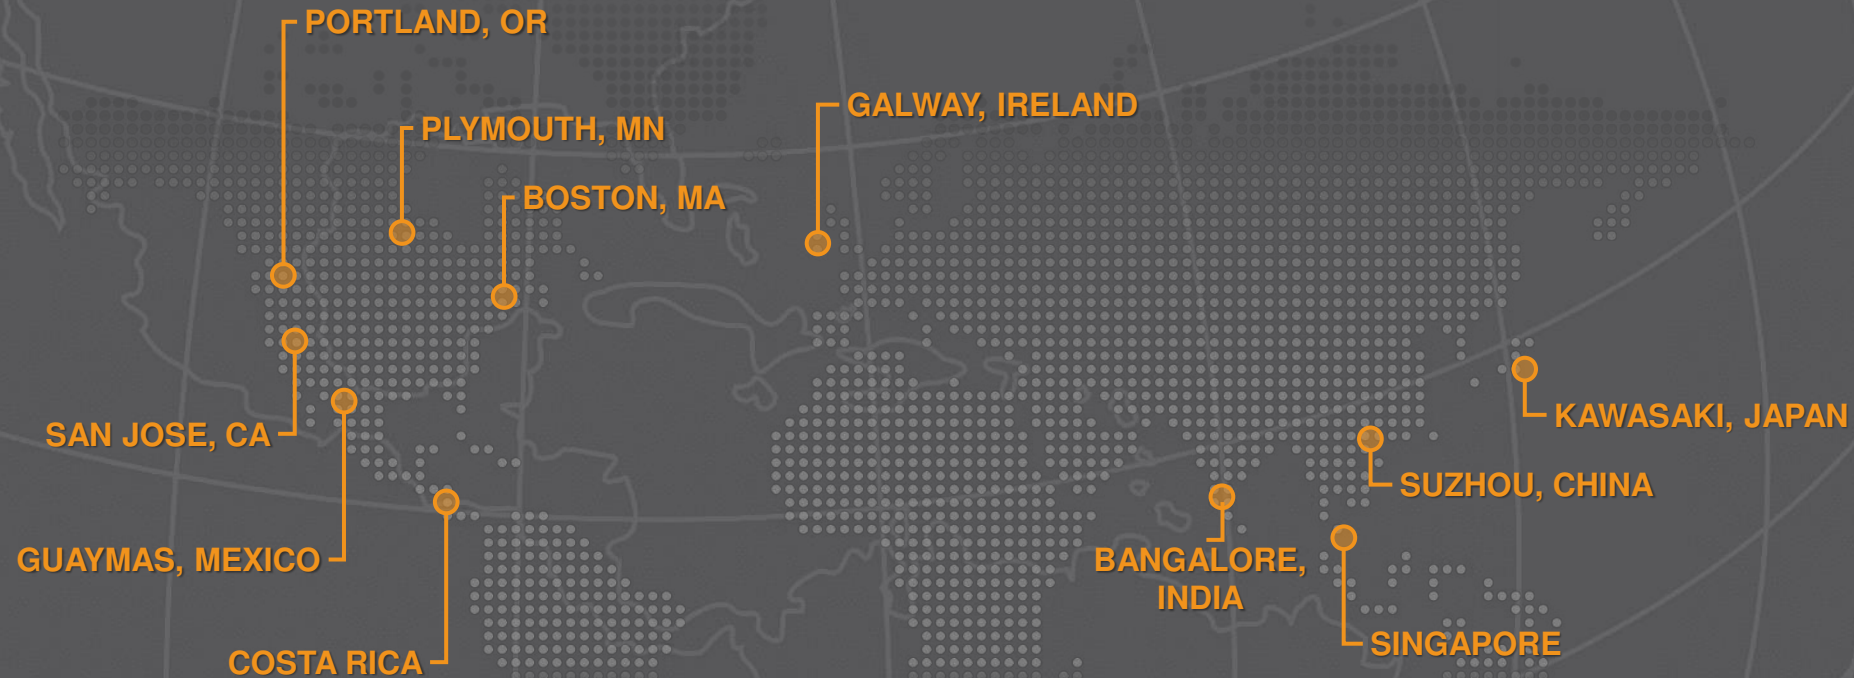 PORTLAND, OR
PLYMOUTH, MN
BOSTON, MA
GALWAY, IRELAND
SAN JOSE, CA
GUAYMAS, MEXICO
COSTA RICA
KAWASAKI, JAPAN
SUZHOU, CHINA
BANGALORE,
INDIA
SINGAPORE